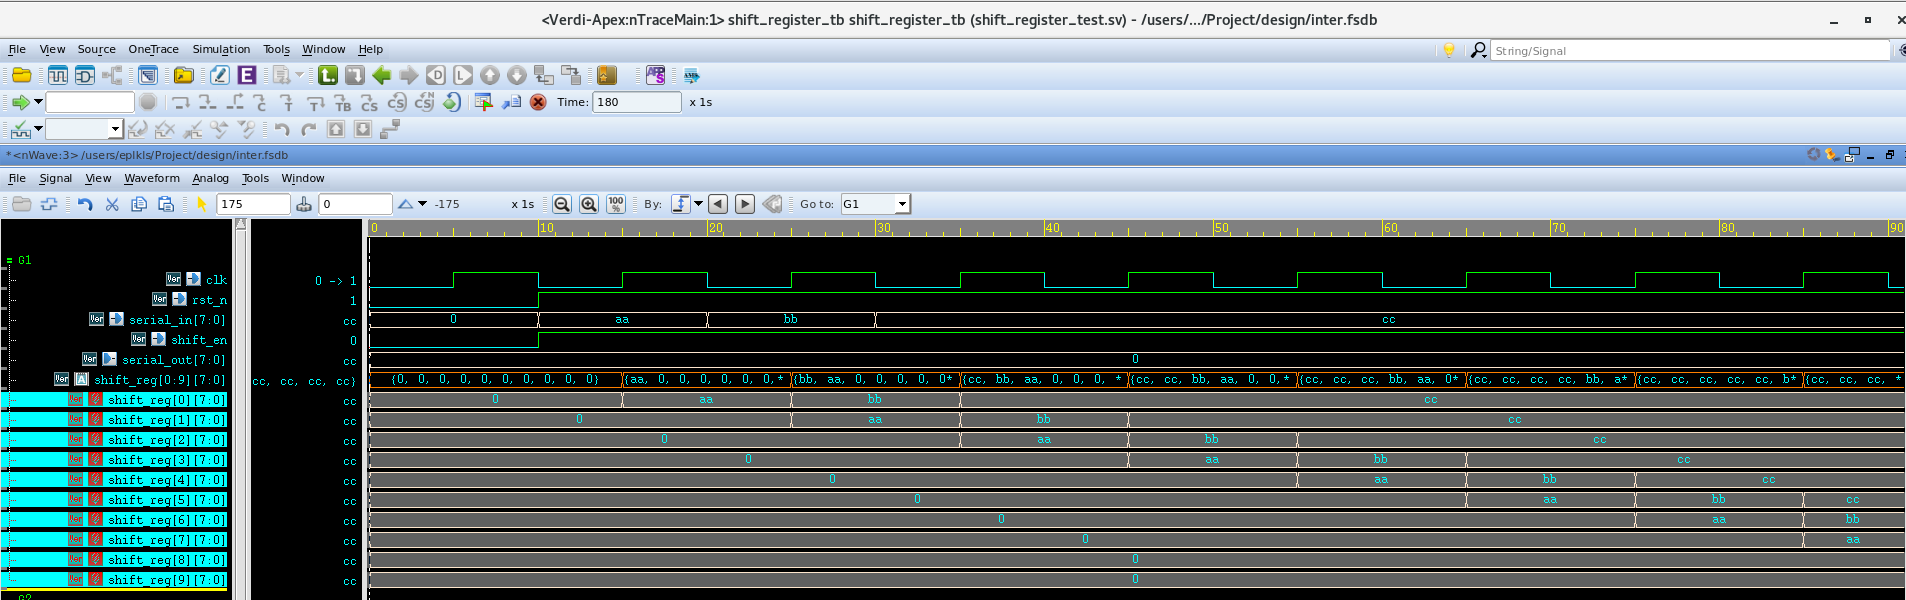 <Verdi-Apex:nTraceMain:1> shift_register_tb shift_register_tb (shift_register_test.sv) - /users/.../Project/design/inter.fsdb
File View Source OneTrace Simulation Tools Window Help
String/Signal
Time: 180 x 1s
*<nWave:3> /users/eplkls/Project/design/inter.fsdb
File Signal View Waveform Analog Tools Window
175 0 -175 x 1s 100 % By: Go to: G1
0 10 20 30 40 50 60 70 80 90
G1
clk 0 -> 1
rst_n 1
serial_in[7:0] cc 0 aa bb cc
shift_en 0
serial_out[7:0] cc 0
shift_reg[0:9][7:0] cc, cc, cc, cc} {0, 0, 0, 0, 0, 0, 0, 0, 0, 0} {aa, 0, 0, 0, 0, 0,* {bb, aa, 0, 0, 0, 0* {cc, bb, aa, 0, 0, * {cc, cc, bb, aa, 0,* {cc, cc, cc, bb, aa, 0* {cc, cc, cc, cc, bb, a* {cc, cc, cc, cc, cc, b* {cc, cc, cc, *
shift_reg[0][7:0] cc 0 aa bb cc
shift_reg[1][7:0] cc 0 aa bb cc
shift_reg[2][7:0] cc 0 aa bb cc
shift_reg[3][7:0] cc 0 aa bb cc
shift_reg[4][7:0] cc 0 aa bb cc
shift_reg[5][7:0] cc 0 aa bb cc
shift_reg[6][7:0] cc 0 aa bb
shift_reg[7][7:0] cc 0 aa
shift_reg[8][7:0] cc 0
shift_reg[9][7:0] cc 0
G2